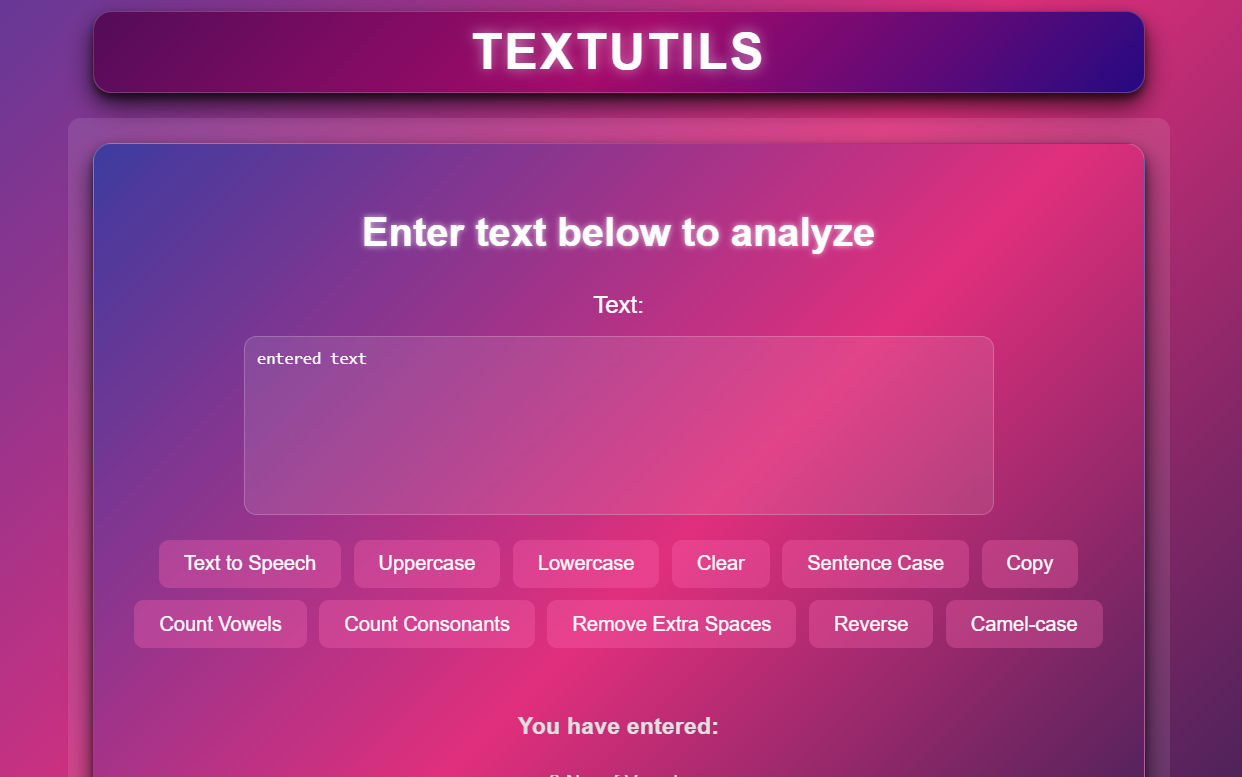 TEXTUTILS
Enter text below to analyze
Text:
entered text
Text to Speech Uppercase Lowercase Clear Sentence Case Copy
Count Vowels Count Consonants Remove Extra Spaces Reverse Camel-case
You have entered: